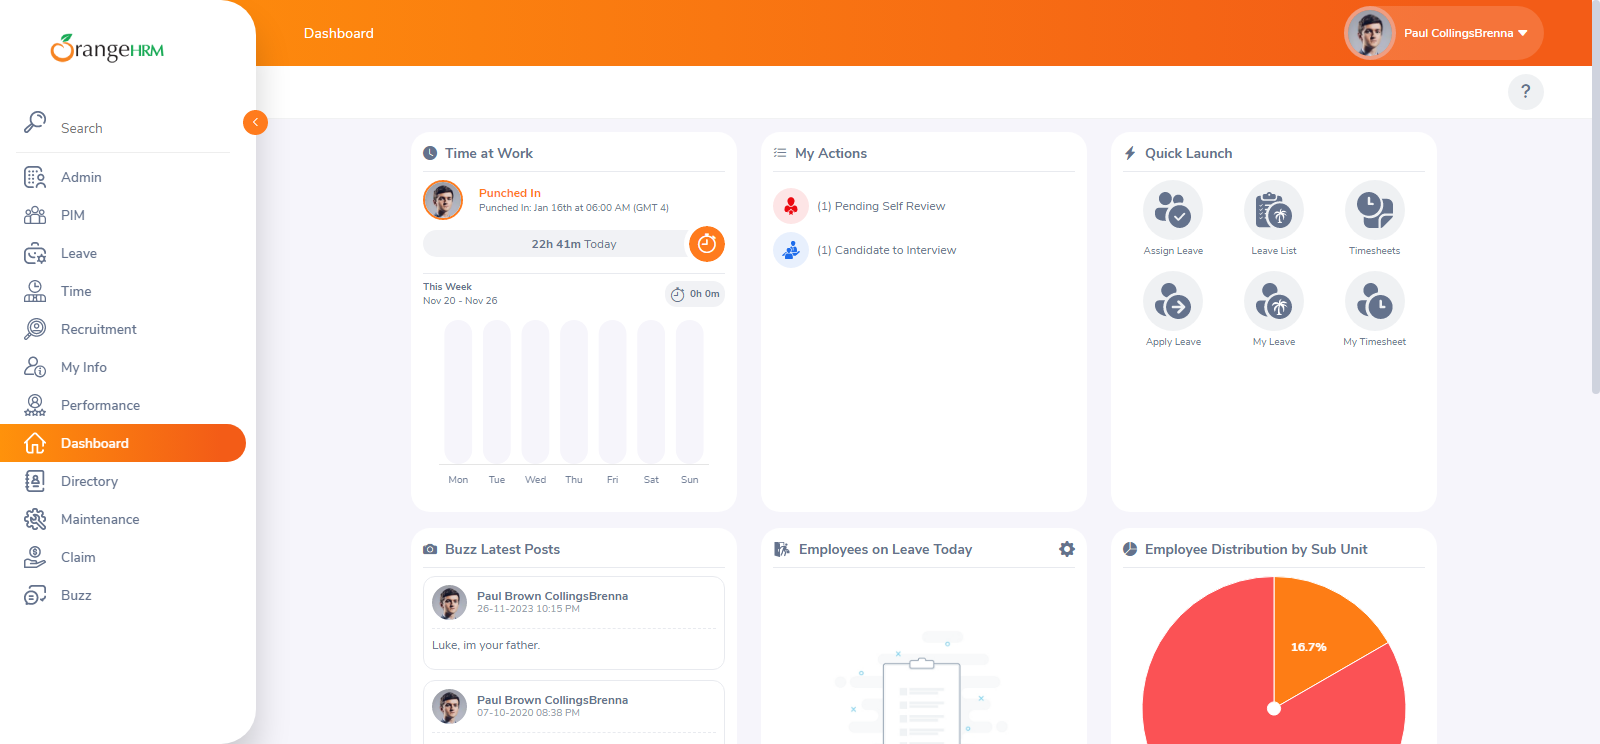 OrangeHRM
Search
Admin
PIM
Leave
Time
Recruitment
My Info
Performance
Dashboard
Directory
Maintenance
Claim
Buzz
Dashboard
Paul CollingsBrenna
?
Time at Work
Punched In
Punched In: Jan 16th at 06:00 AM (GMT 4)
22h 41m Today
This Week
Nov 20 - Nov 26
0h 0m
Mon Tue Wed Thu Fri Sat Sun
My Actions
(1) Pending Self Review
(1) Candidate to Interview
Quick Launch
Assign Leave Leave List Timesheets
Apply Leave My Leave My Timesheet
Buzz Latest Posts
Paul Brown CollingsBrenna
26-11-2023 10:15 PM
Luke, im your father.
Paul Brown CollingsBrenna
07-10-2020 08:38 PM
Employees on Leave Today
Employee Distribution by Sub Unit
16.7%